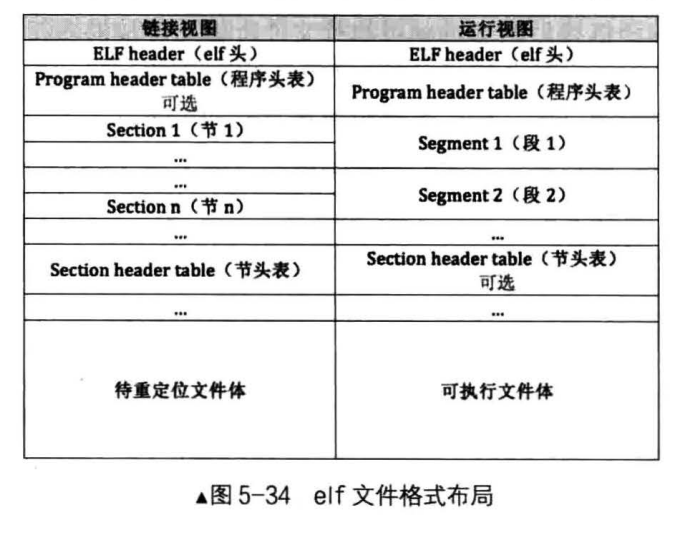 链接视图 运行视图
ELF header（elf 头） ELF header（elf 头）
Program header table（程序头表）
可选
Program header table（程序头表）
Section 1（节 1）
...
Segment 1（段 1）
...
Section n（节 n）
Segment 2（段 2）
... ...
Section header table（节头表）
Section header table（节头表）
可选
... ...
待重定位文件体 可执行文件体
▲图 5-34 elf 文件格式布局